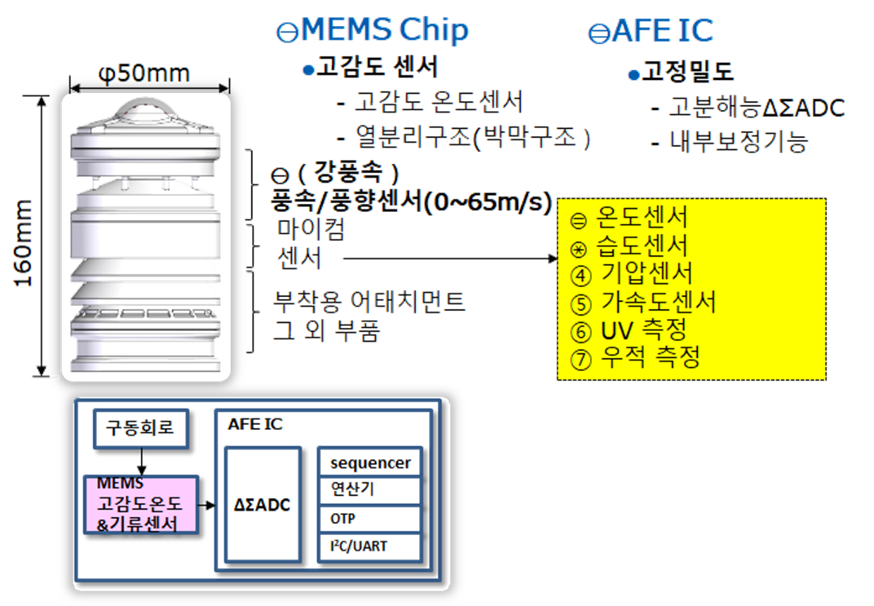 ⊖MEMS Chip
●고감도 센서
- 고감도 온도센서
- 열분리구조(박막구조 )
⊖AFE IC
●고정밀도
- 고분해능ΔΣADC
- 내부보정기능
φ50mm
160mm
⊖ ( 강풍속 )
풍속/풍향센서(0~65m/s)
마이컴
센서
부착용 어태치먼트
그 외 부품
⊜ 온도센서
⊛ 습도센서
④ 기압센서
⑤ 가속도센서
⑥ UV 측정
⑦ 우적 측정
구동회로
MEMS
고감도온도
&기류센서
AFE IC
ΔΣADC
sequencer
연산기
OTP
I²C/UART